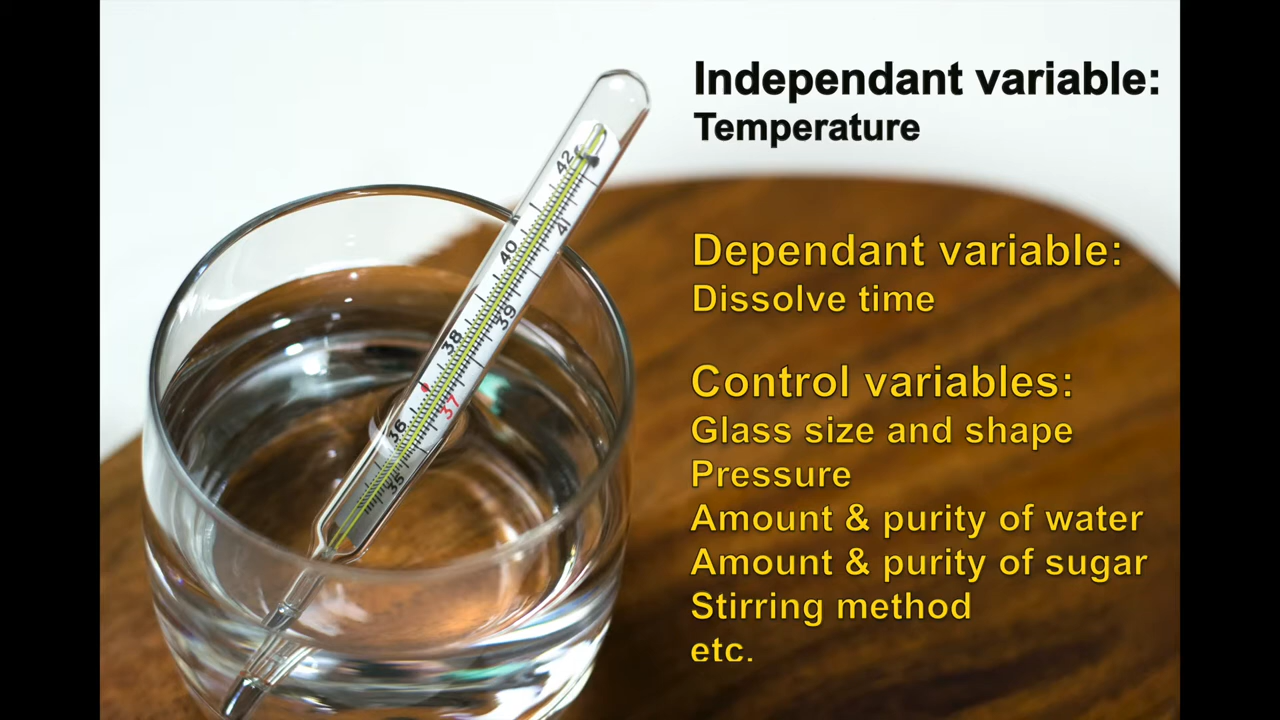 Independant variable:
Temperature
Dependant variable:
Dissolve time
Control variables:
Glass size and shape
Pressure
Amount & purity of water
Amount & purity of sugar
Stirring method
etc.
42
41
40
39
38
37
36
35